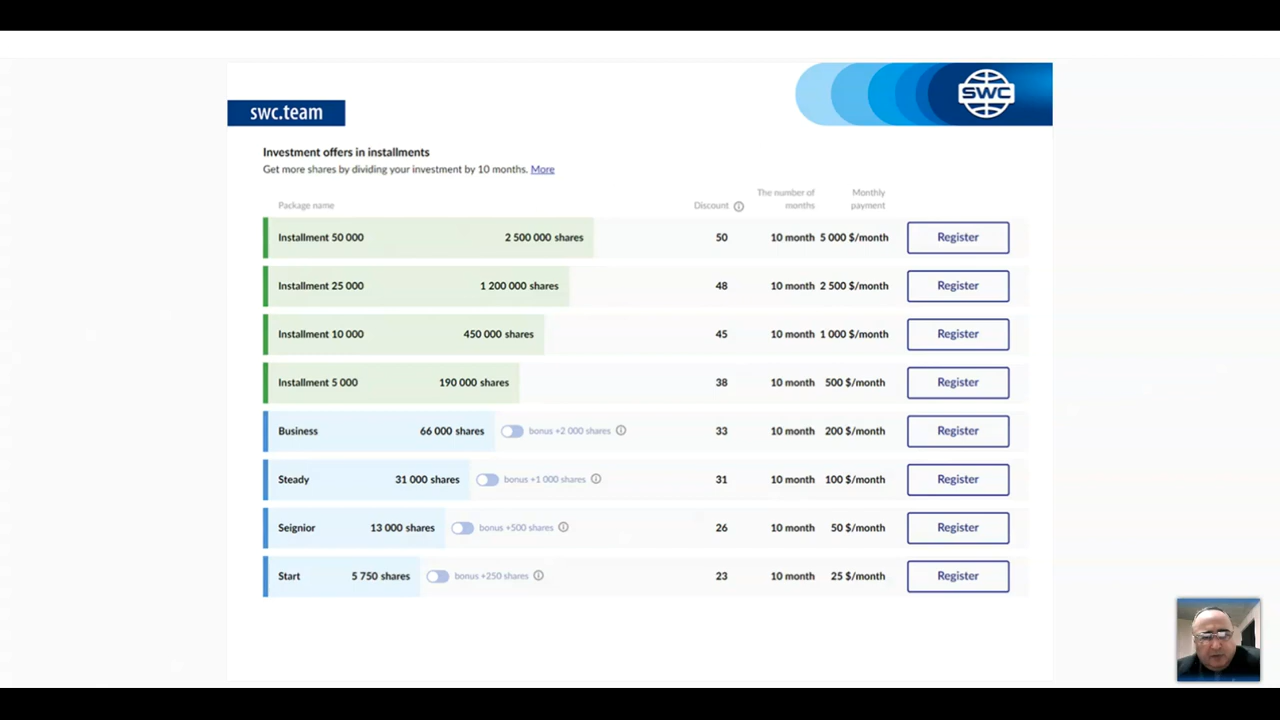 swc.team
SWC
Investment offers in installments
Get more shares by dividing your investment by 10 months. More
Package name Discount The number of months Monthly payment
Installment 50 000 2 500 000 shares 50 10 month 5 000 $/month Register
Installment 25 000 1 200 000 shares 48 10 month 2 500 $/month Register
Installment 10 000 450 000 shares 45 10 month 1 000 $/month Register
Installment 5 000 190 000 shares 38 10 month 500 $/month Register
Business 66 000 shares bonus +2 000 shares 33 10 month 200 $/month Register
Steady 31 000 shares bonus +1 000 shares 31 10 month 100 $/month Register
Seignior 13 000 shares bonus +500 shares 26 10 month 50 $/month Register
Start 5 750 shares bonus +250 shares 23 10 month 25 $/month Register